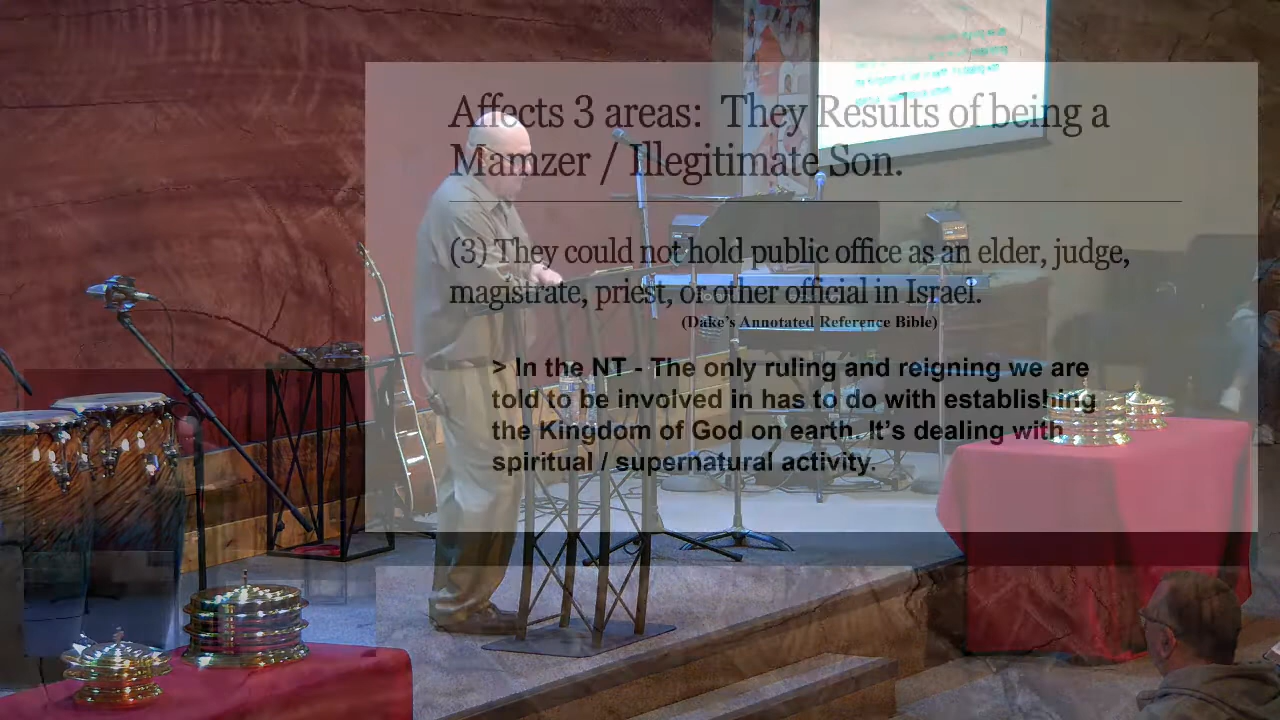 Affects 3 areas: They Results of being a
Mamzer / Illegitimate Son.
(3) They could not hold public office as an elder, judge,
magistrate, priest, or other official in Israel.
(Dake's Annotated Reference Bible)
> In the NT - The only ruling and reigning we are
told to be involved in has to do with establishing
the Kingdom of God on earth. It's dealing with
spiritual / supernatural activity.